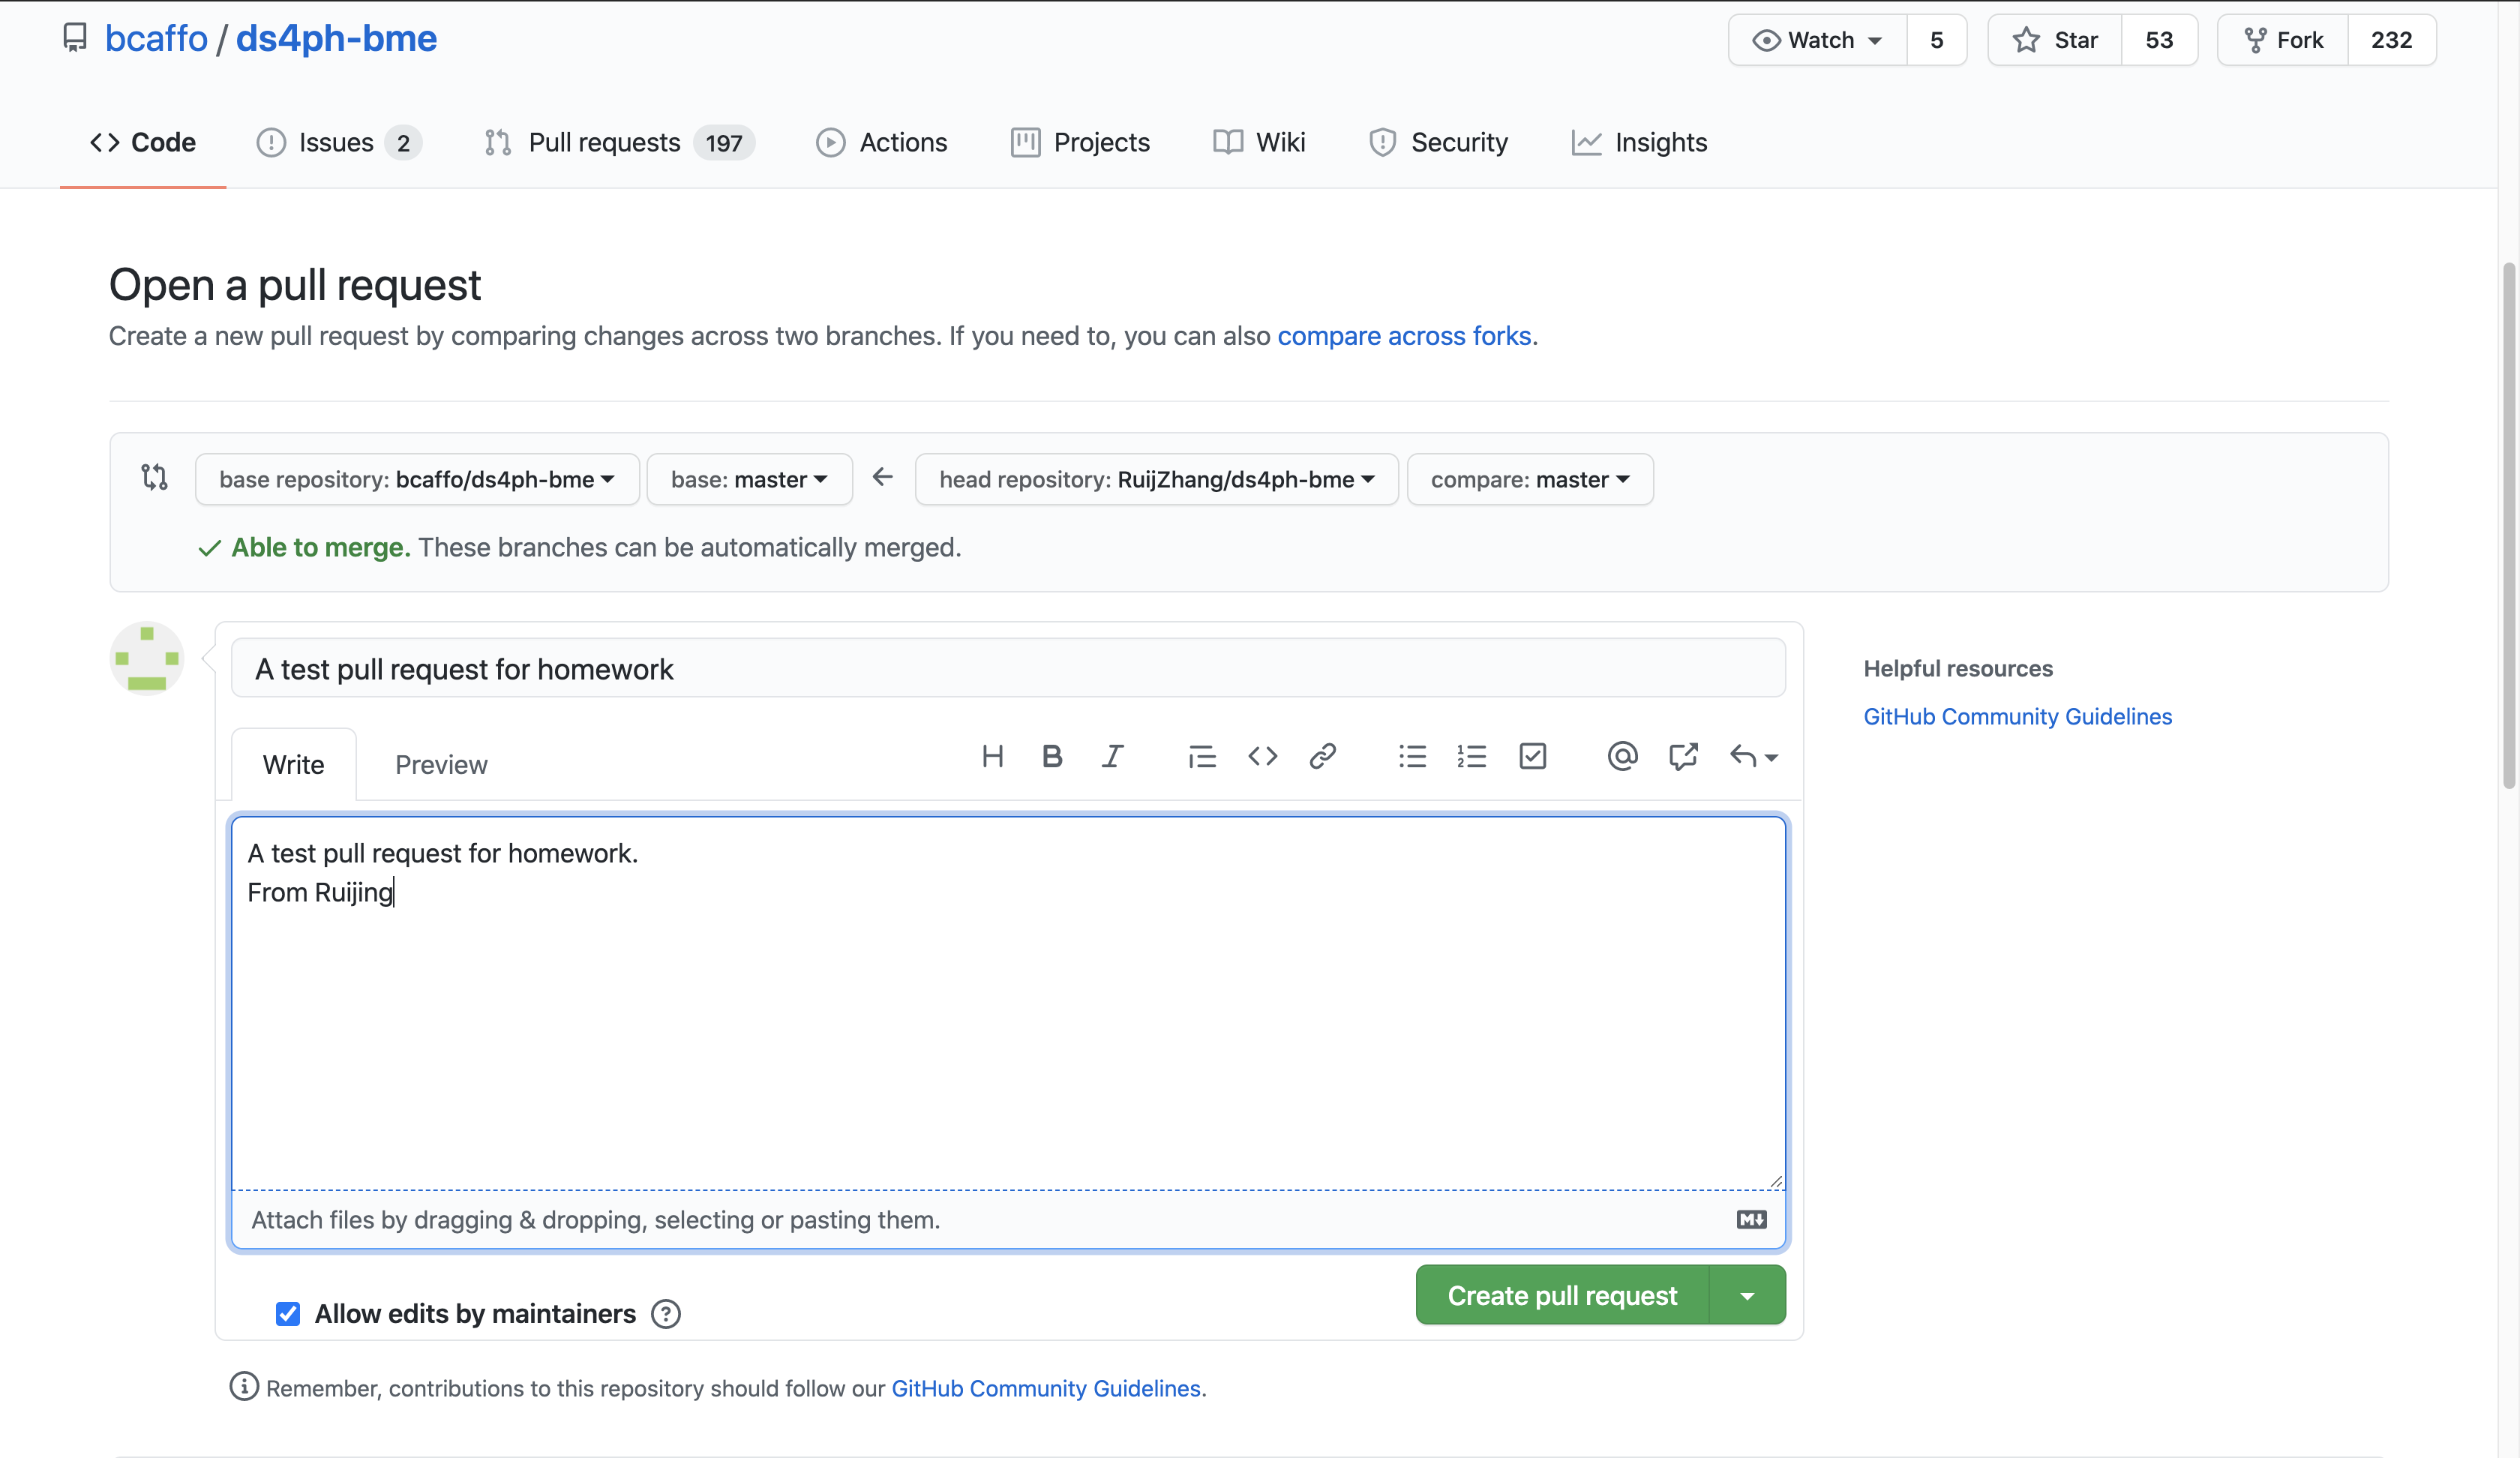 bcaffo / ds4ph-bme
Watch 5 Star 53 Fork 232
Code Issues 2 Pull requests 197 Actions Projects Wiki Security Insights
Open a pull request
Create a new pull request by comparing changes across two branches. If you need to, you can also compare across forks.
base repository: bcaffo/ds4ph-bme base: master head repository: RuijZhang/ds4ph-bme compare: master
Able to merge. These branches can be automatically merged.
A test pull request for homework
Helpful resources
GitHub Community Guidelines
Write Preview
A test pull request for homework.
From Ruijing
Attach files by dragging & dropping, selecting or pasting them.
Allow edits by maintainers
Create pull request
Remember, contributions to this repository should follow our GitHub Community Guidelines.